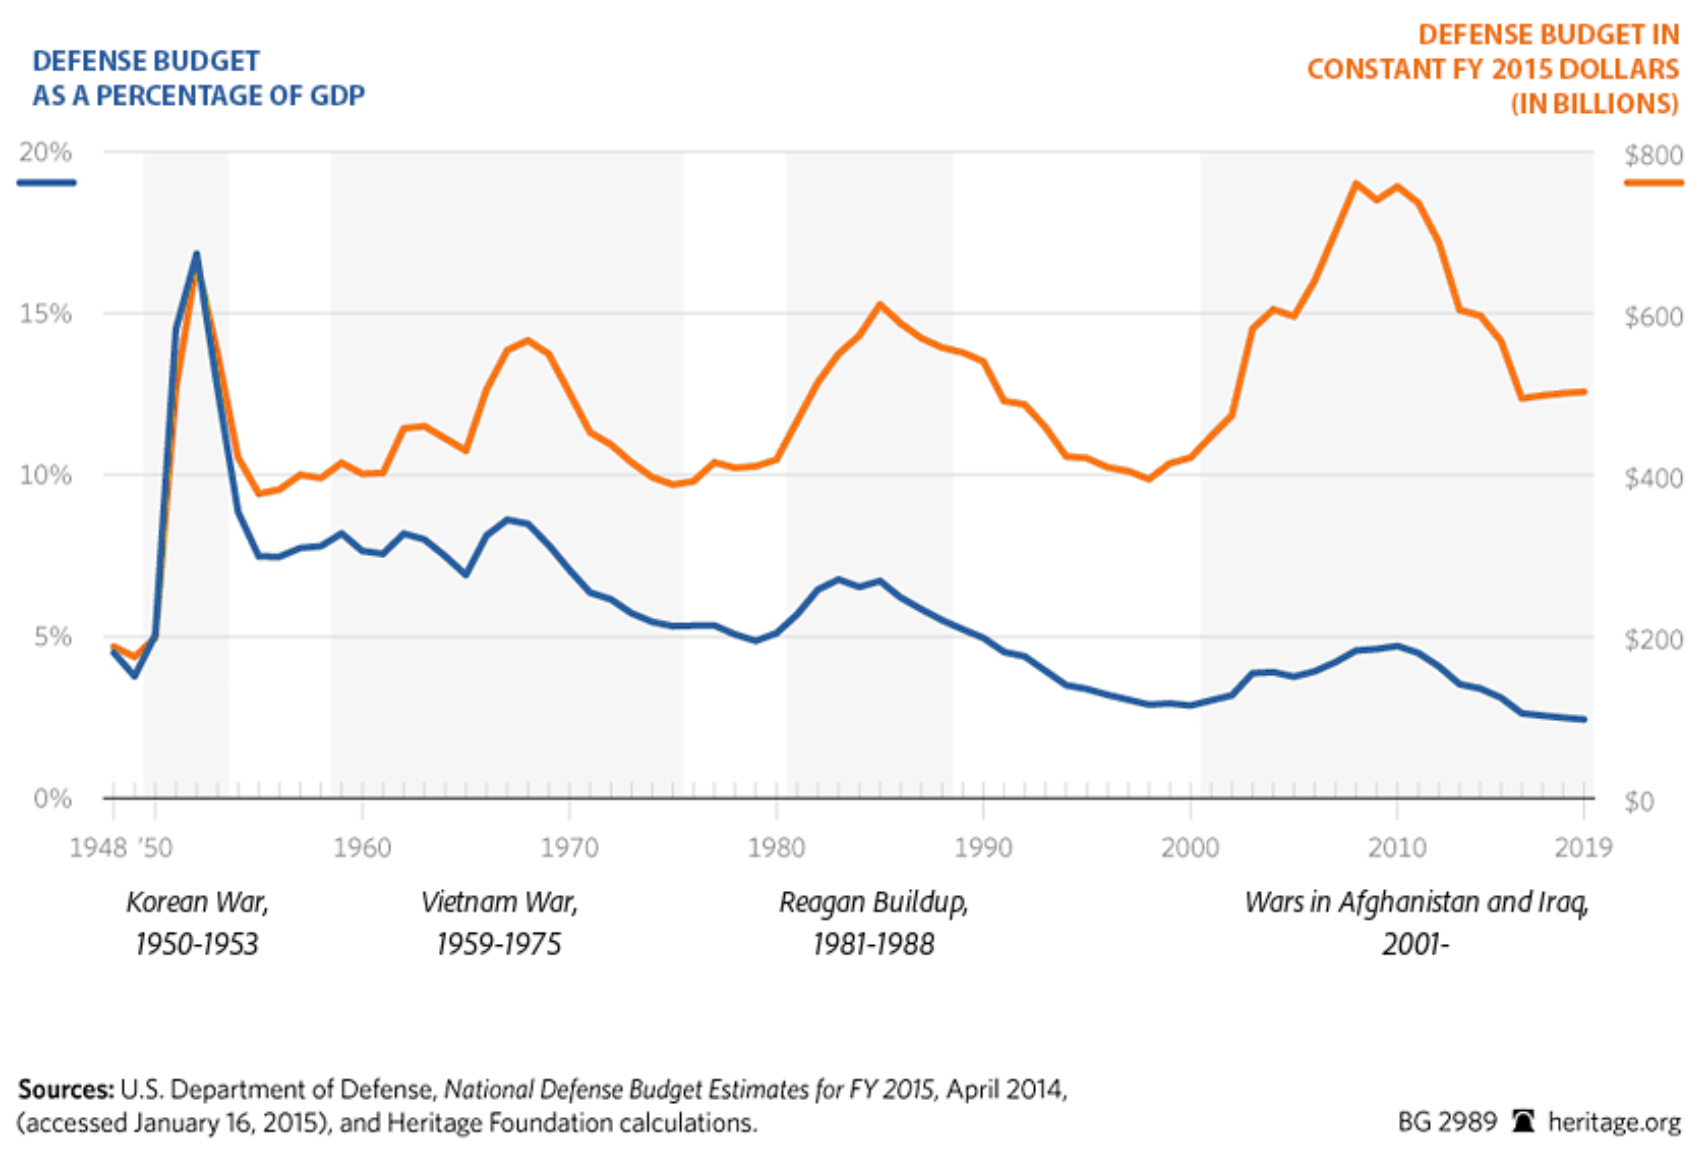 DEFENSE BUDGET
AS A PERCENTAGE OF GDP
DEFENSE BUDGET IN
CONSTANT FY 2015 DOLLARS
(IN BILLIONS)
20%
$800
15%
$600
10%
$400
5%
$200
0%
$0
1948 '50 1960 1970 1980 1990 2000 2010 2019
Korean War,
1950-1953
Vietnam War,
1959-1975
Reagan Buildup,
1981-1988
Wars in Afghanistan and Iraq,
2001-
Sources: U.S. Department of Defense, National Defense Budget Estimates for FY 2015, April 2014,
(accessed January 16, 2015), and Heritage Foundation calculations.
BG 2989 heritage.org